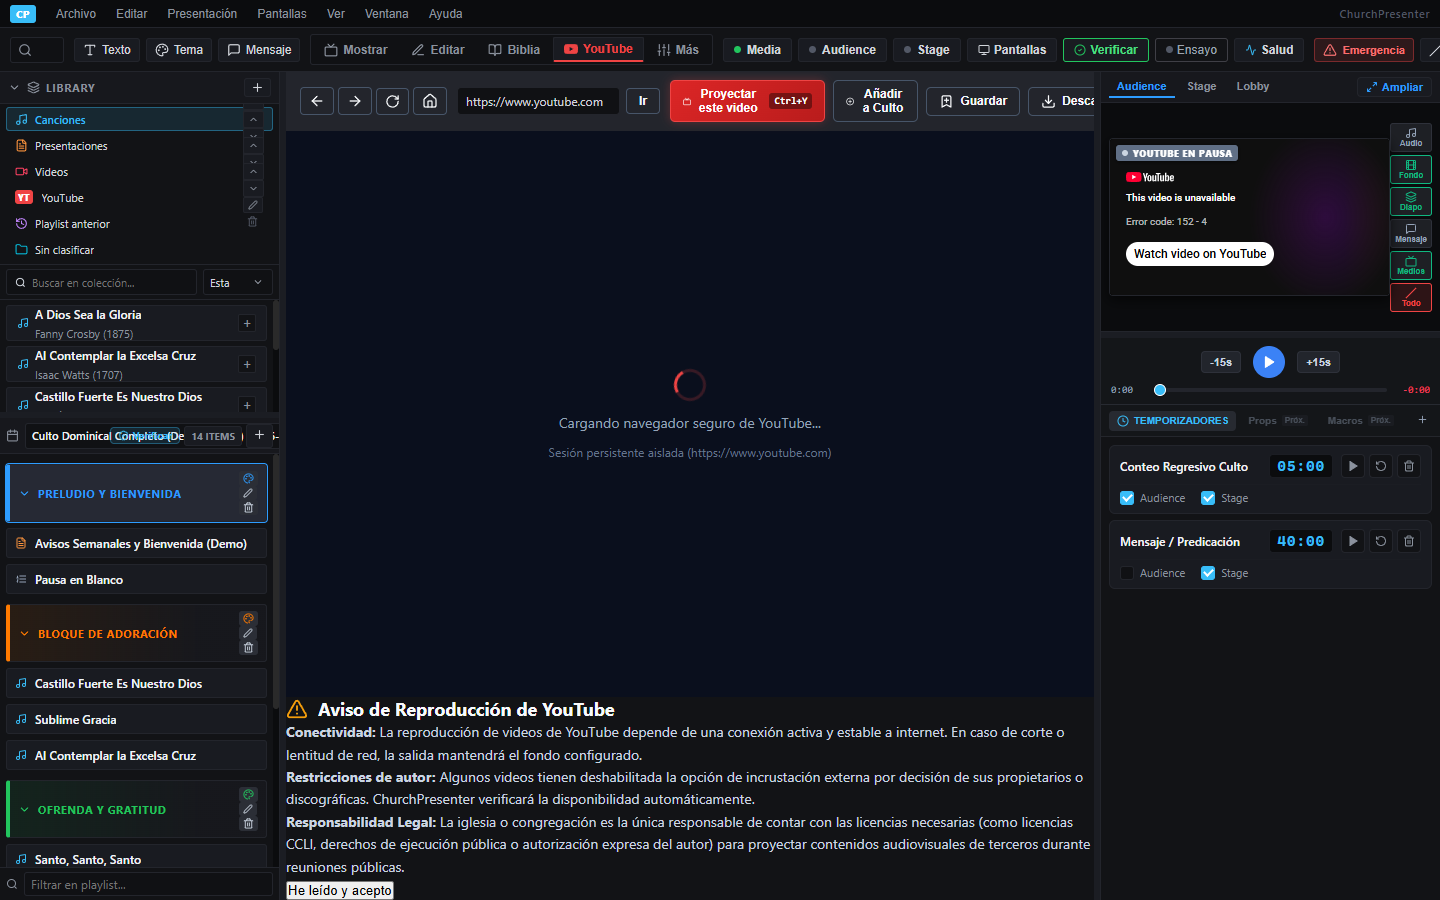 CP Archivo Editar Presentación Pantallas Ver Ventana Ayuda ChurchPresenter
Texto Tema Mensaje Mostrar Editar Biblia YouTube Más Media Audience Stage Pantallas Verificar Ensayo Salud Emergencia
LIBRARY
Canciones
Presentaciones
Videos
YT YouTube
Playlist anterior
Sin clasificar
Buscar en colección...
Esta
A Dios Sea la Gloria
Fanny Crosby (1875)
Al Contemplar la Excelsa Cruz
Isaac Watts (1707)
Castillo Fuerte Es Nuestro Dios
Culto Dominical Completo (De
14 ITEMS
PRELUDIO Y BIENVENIDA
Avisos Semanales y Bienvenida (Demo)
Pausa en Blanco
BLOQUE DE ADORACIÓN
Castillo Fuerte Es Nuestro Dios
Sublime Gracia
Al Contemplar la Excelsa Cruz
OFRENDA Y GRATITUD
Santo, Santo, Santo
Filtrar en playlist...
https://www.youtube.com
Ir
Proyectar este video Ctrl+Y
Añadir a Culto
Guardar
Desca
Cargando navegador seguro de YouTube...
Sesión persistente aislada (https://www.youtube.com)
Aviso de Reproducción de YouTube
Conectividad: La reproducción de videos de YouTube depende de una conexión activa y estable a internet. En caso de corte o
lentitud de red, la salida mantendrá el fondo configurado.
Restricciones de autor: Algunos videos tienen deshabilitada la opción de incrustación externa por decisión de sus propietarios o
discográficas. ChurchPresenter verificará la disponibilidad automáticamente.
Responsabilidad Legal: La iglesia o congregación es la única responsable de contar con las licencias necesarias (como licencias
CCLI, derechos de ejecución pública o autorización expresa del autor) para proyectar contenidos audiovisuales de terceros durante
reuniones públicas.
He leído y acepto
Audience Stage Lobby Ampliar
YOUTUBE EN PAUSA
YouTube
This video is unavailable
Error code: 152 - 4
Watch video on YouTube
Audio
Fondo
Diapo
Mensaje
Medios
Todo
-15s +15s
0:00 -0:00
TEMPORIZADORES Props Próx. Macros Próx.
Conteo Regresivo Culto 05:00
Audience Stage
Mensaje / Predicación 40:00
Audience Stage